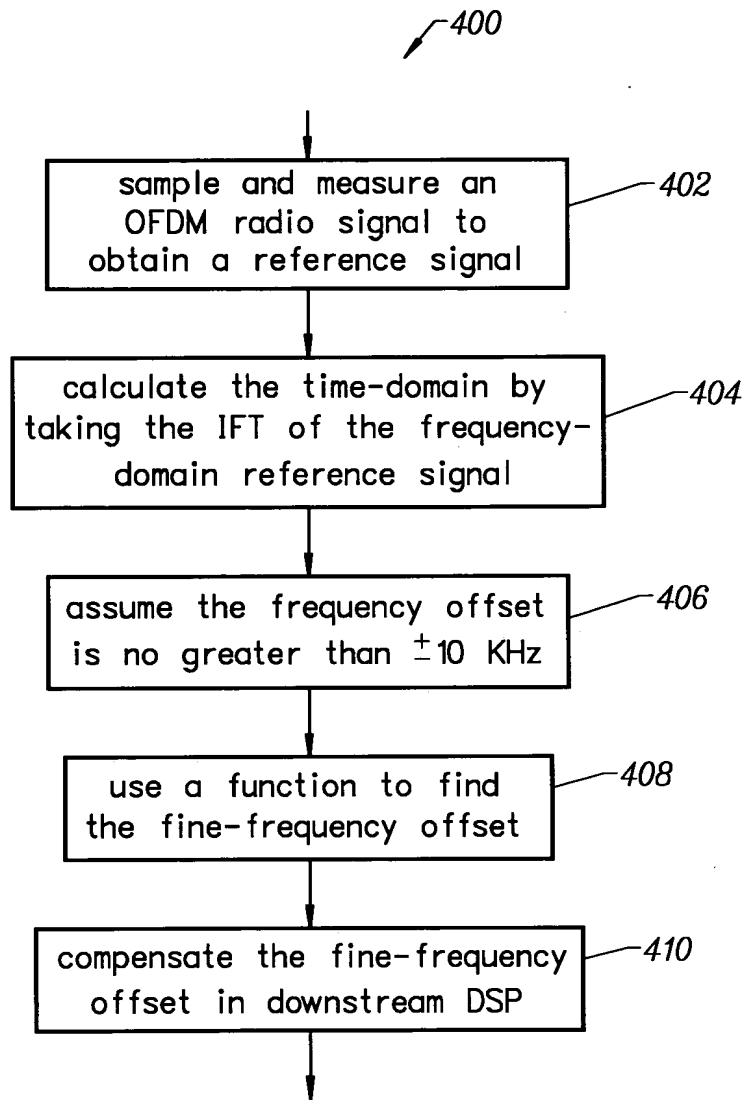 400
sample and measure an
OFDM radio signal to
obtain a reference signal
402
calculate the time-domain by
taking the IFT of the frequency-
domain reference signal
404
assume the frequency offset
is no greater than ±10 KHz
406
use a function to find
the fine-frequency offset
408
compensate the fine-frequency
offset in downstream DSP
410